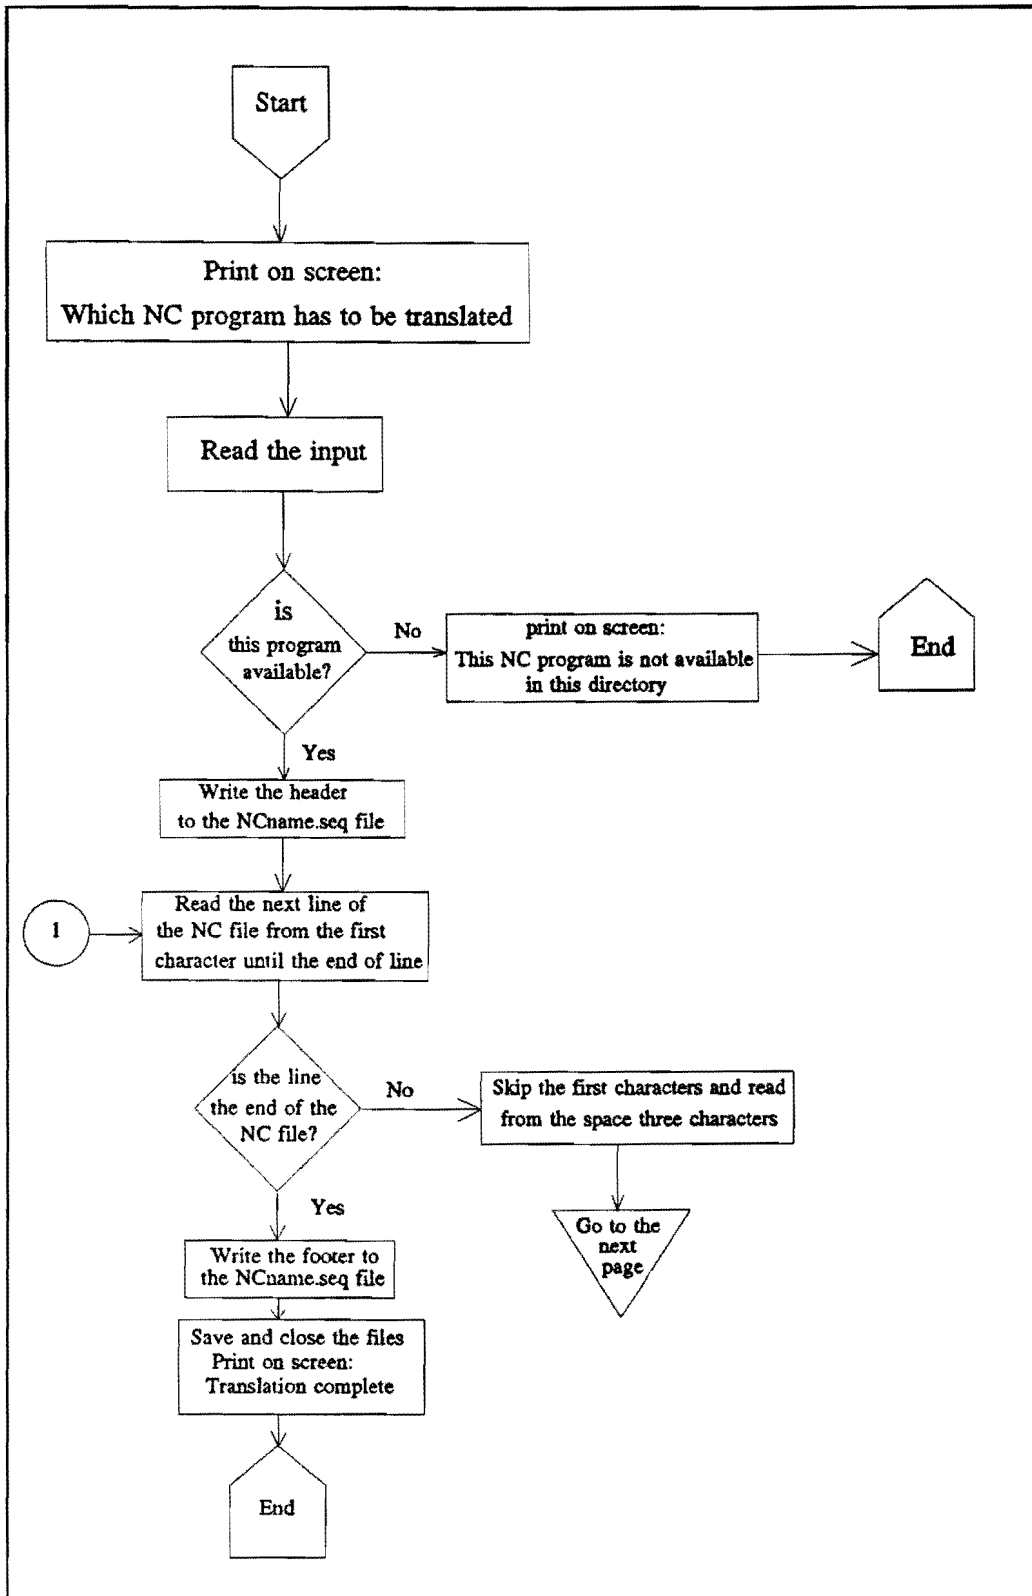 Start
Print on screen:
Which NC program has to be translated
Read the input
is
this program
available?
No
print on screen:
This NC program is not available
in this directory
End
Yes
Write the header
to the NCname.seq file
1
Read the next line of
the NC file from the first
character until the end of line
is the line
the end of the
NC file?
No
Skip the first characters and read
from the space three characters
Go to the
next
page
Yes
Write the footer to
the NCname.seq file
Save and close the files
Print on screen:
Translation complete
End